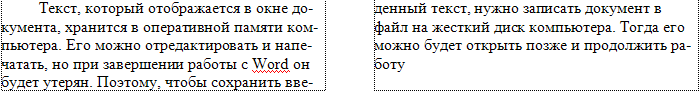 Текст, который отображается в окне до-
кумента, хранится в оперативной памяти ком-
пьютера. Его можно отредактировать и напе-
чатать, но при завершении работы с Word он
будет утерян. Поэтому, чтобы сохранить вве-
денный текст, нужно записать документ в
файл на жесткий диск компьютера. Тогда его
можно будет открыть позже и продолжить ра-
боту